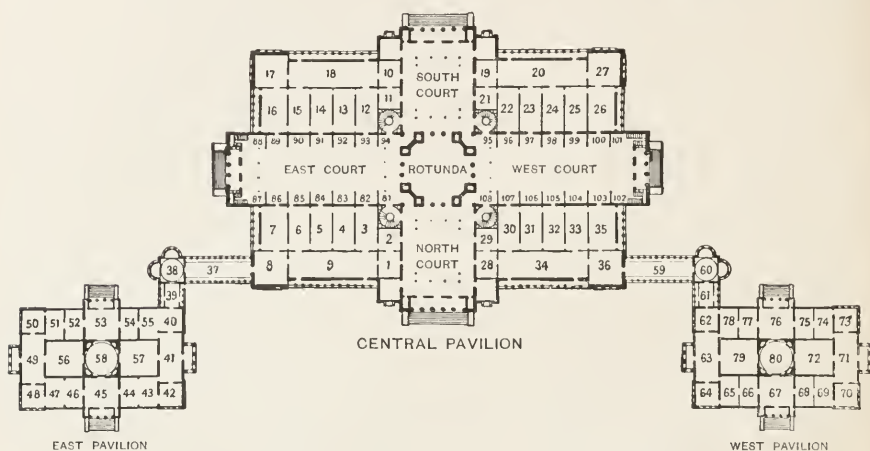 SOUTH
COURT
17 18 10 19 20 27
11 21
16 15 14 13 12 22 23 24 25 26
88 89 90 91 92 93 94 95 96 97 98 99 100 101
EAST COURT ROTUNDA WEST COURT
87 86 85 84 83 82 81 108 107 106 105 104 103 102
7 6 5 4 3 2 29 30 31 32 33 35
NORTH
COURT
8 9 1 28 34 36
38 37 59 60
39 61
CENTRAL PAVILION
50 51 52 53 54 55 40 62 78 77 76 75 74 73
49 56 58 57 41 63 79 80 72 71
48 47 46 45 44 43 42 64 65 66 67 68 69 70
EAST PAVILION WEST PAVILION